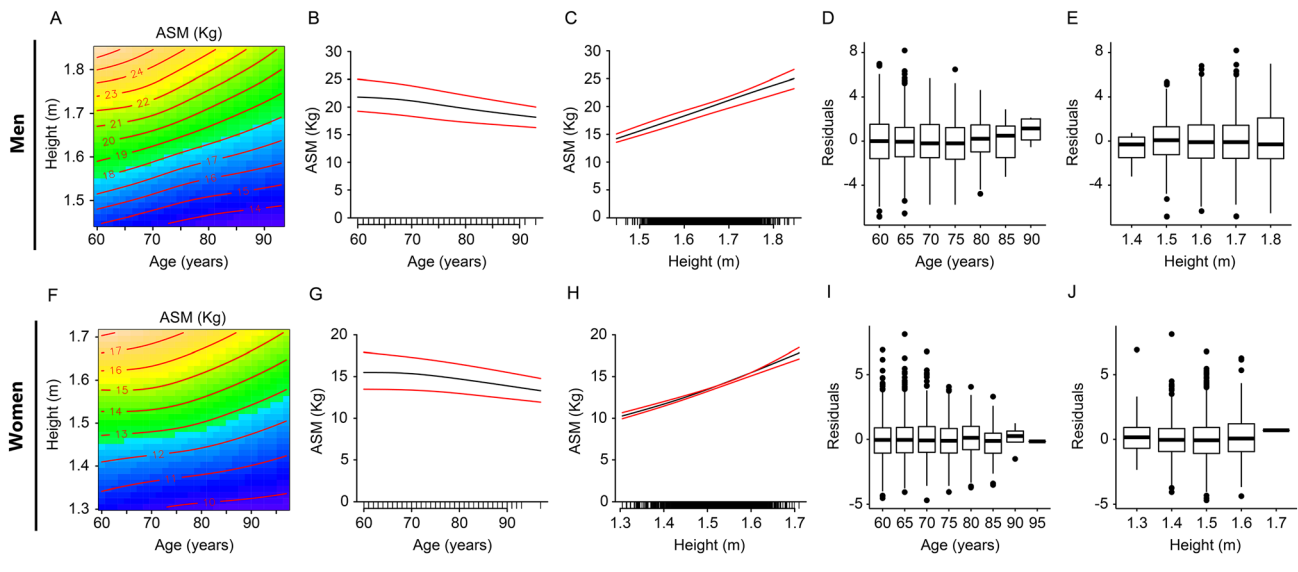 A
B
C
D
E
Men
ASM (Kg)
Height (m)
1.8
1.7
1.6
1.5
24
23
22
21
20
19
18
17
15
14
60 70 80 90
Age (years)
ASM (Kg)
30
25
20
15
10
5
0
60 70 80 90
Age (years)
ASM (Kg)
30
25
20
15
10
5
0
1.5 1.6 1.7 1.8
Height (m)
Residuals
8
4
0
-4
60 65 70 75 80 85 90
Age (years)
Residuals
8
4
0
-4
1.4 1.5 1.6 1.7 1.8
Height (m)
F
G
H
I
J
Women
ASM (Kg)
Height (m)
1.7
1.6
1.5
1.4
1.3
17
16
15
14
13
12
11
10
60 70 80 90
Age (years)
ASM (Kg)
20
15
10
5
0
60 70 80 90
Age (years)
ASM (Kg)
20
15
10
5
0
1.3 1.4 1.5 1.6 1.7
Height (m)
Residuals
5
0
-5
60 65 70 75 80 85 90 95
Age (years)
Residuals
5
0
-5
1.3 1.4 1.5 1.6 1.7
Height (m)